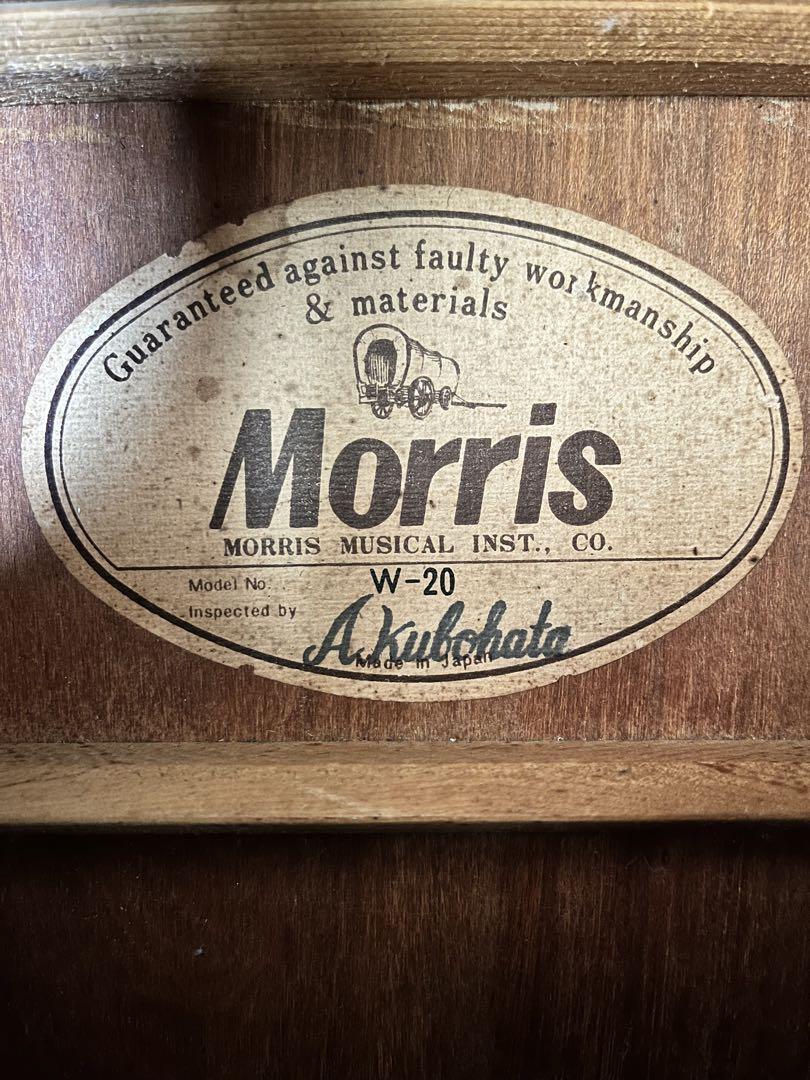 Guaranteed against faulty workmanship
& materials
Morris
MORRIS MUSICAL INST., CO.
Model No. W-20
Inspected by A. Kubohata
Made in Japan